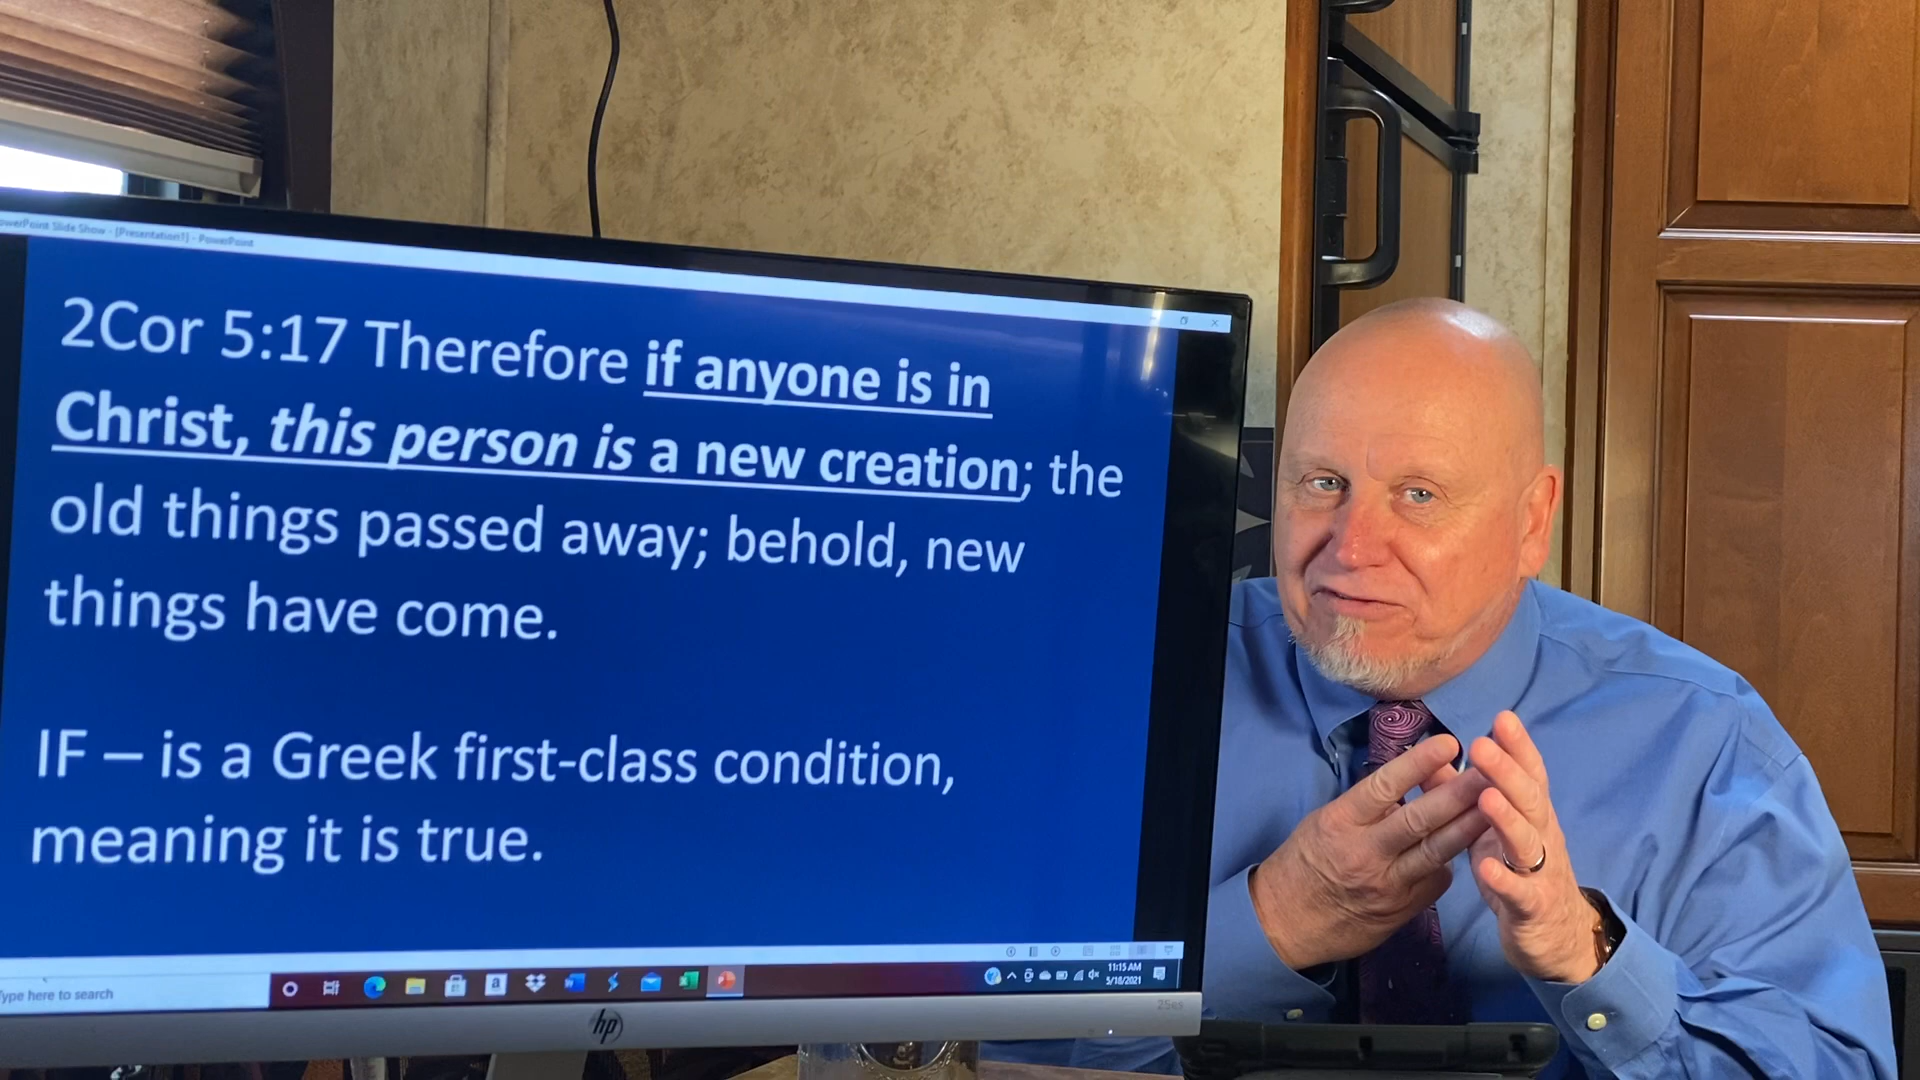 PowerPoint Slide Show - [Presentation1] - PowerPoint
2Cor 5:17 Therefore if anyone is in
Christ, this person is a new creation; the
old things passed away; behold, new
things have come.
IF – is a Greek first-class condition,
meaning it is true.
Type here to search
11:15 AM
5/18/2021
hp
25es